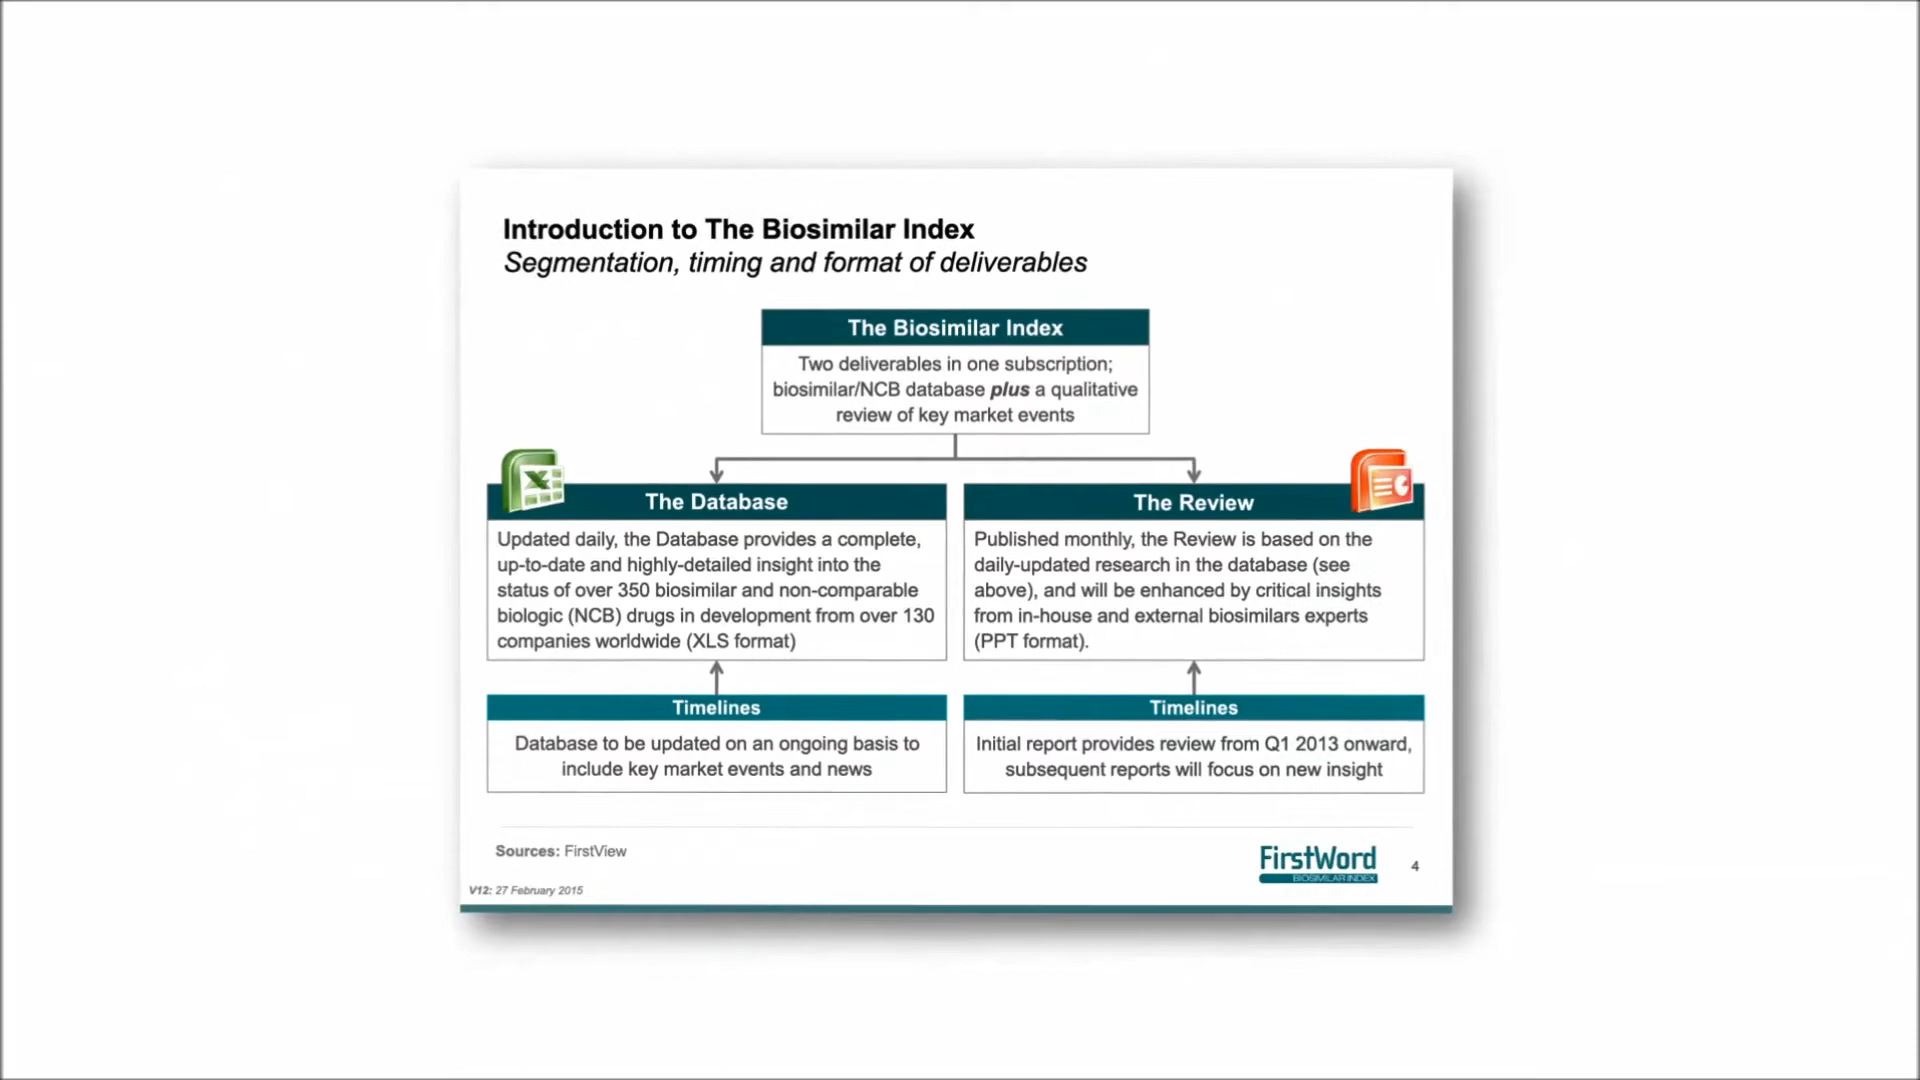 Introduction to The Biosimilar Index
Segmentation, timing and format of deliverables
The Biosimilar Index
Two deliverables in one subscription;
biosimilar/NCB database plus a qualitative
review of key market events
The Database
Updated daily, the Database provides a complete,
up-to-date and highly-detailed insight into the
status of over 350 biosimilar and non-comparable
biologic (NCB) drugs in development from over 130
companies worldwide (XLS format)
The Review
Published monthly, the Review is based on the
daily-updated research in the database (see
above), and will be enhanced by critical insights
from in-house and external biosimilars experts
(PPT format).
Timelines
Database to be updated on an ongoing basis to
include key market events and news
Timelines
Initial report provides review from Q1 2013 onward,
subsequent reports will focus on new insight
Sources: FirstView
FirstWord
BIOSIMILAR INDEX
4
V12: 27 February 2015